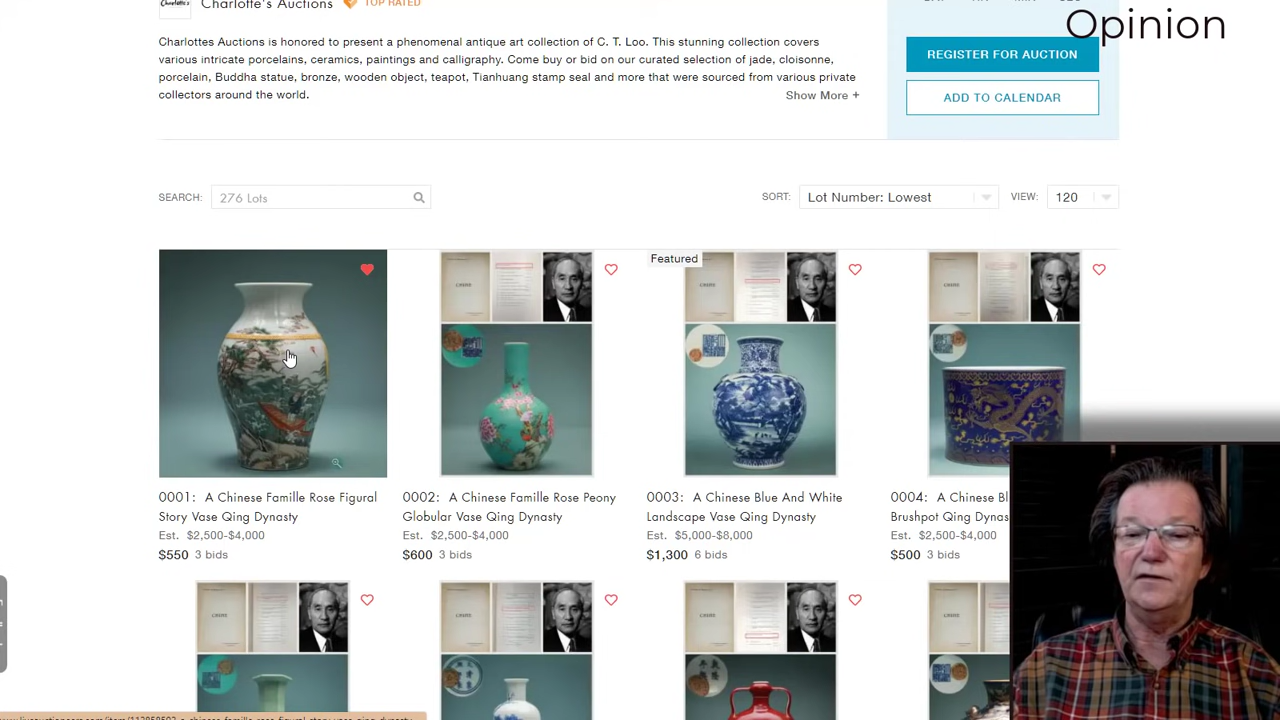 Charlotte's Auctions
TOP RATED
Opinion
Charlottes Auctions is honored to present a phenomenal antique art collection of C. T. Loo. This stunning collection covers
various intricate porcelains, ceramics, paintings and calligraphy. Come buy or bid on our curated selection of jade, cloisonne,
porcelain, Buddha statue, bronze, wooden object, teapot, Tianhuang stamp seal and more that were sourced from various private
collectors around the world.
Show More +
REGISTER FOR AUCTION
ADD TO CALENDAR
SEARCH: 276 Lots
SORT: Lot Number: Lowest
VIEW: 120
Featured
0001: A Chinese Famille Rose Figural
Story Vase Qing Dynasty
Est. $2,500-$4,000
$550 3 bids
0002: A Chinese Famille Rose Peony
Globular Vase Qing Dynasty
Est. $2,500-$4,000
$600 3 bids
0003: A Chinese Blue And White
Landscape Vase Qing Dynasty
Est. $5,000-$8,000
$1,300 6 bids
0004: A Chinese Bl
Brushpot Qing Dynas
Est. $2,500-$4,000
$500 3 bids